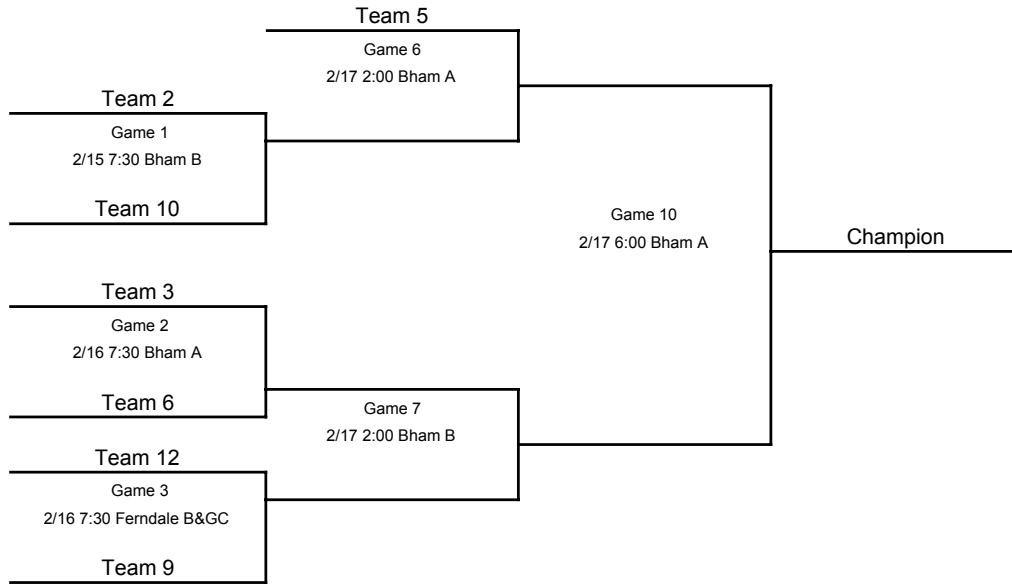 Team 5
Game 6
2/17 2:00 Bham A
Team 2
Game 1
2/15 7:30 Bham B
Team 10
Game 10
2/17 6:00 Bham A
Champion
Team 3
Game 2
2/16 7:30 Bham A
Team 6
Game 7
2/17 2:00 Bham B
Team 12
Game 3
2/16 7:30 Ferndale B&GC
Team 9